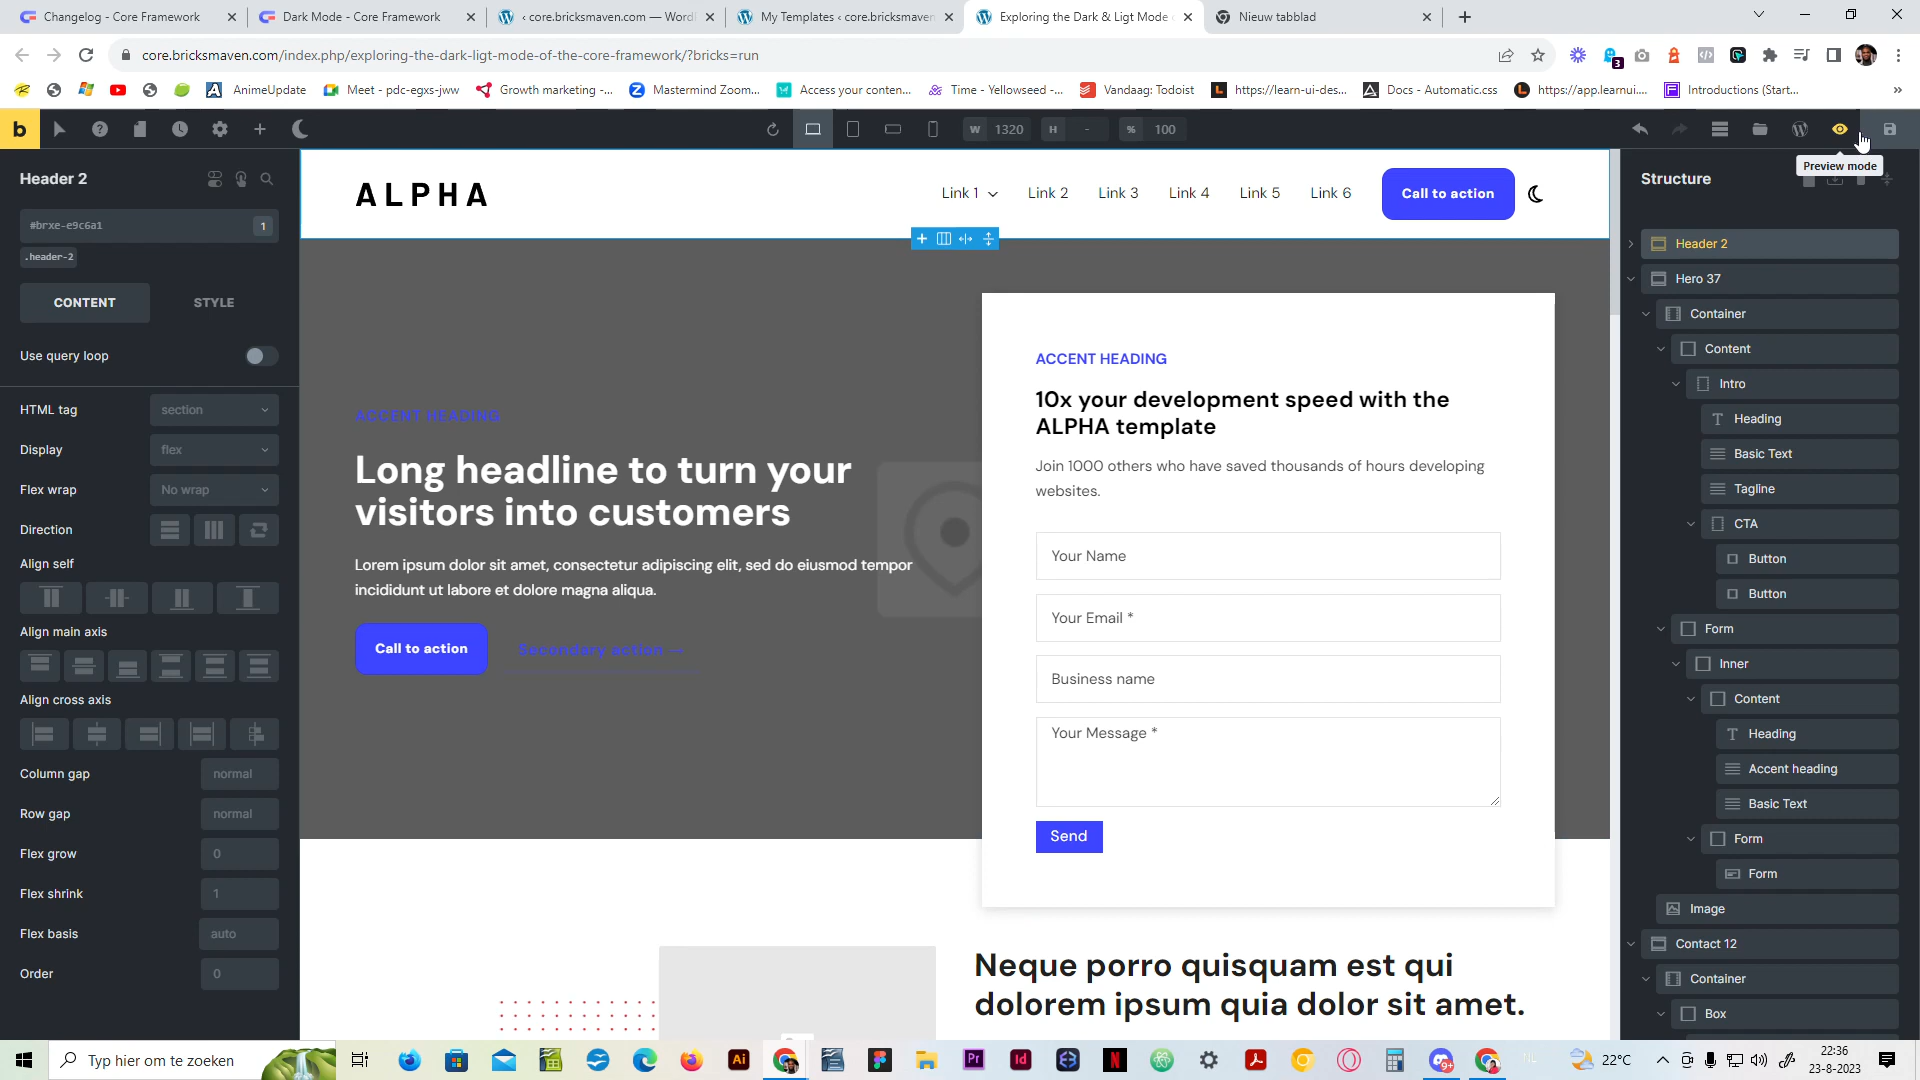 Changelog - Core Framework
Dark Mode - Core Framework
‹ core.bricksmaven.com — Word
My Templates ‹ core.bricksmaven
Exploring the Dark & Ligt Mode
Nieuw tabblad
core.bricksmaven.com/index.php/exploring-the-dark-ligt-mode-of-the-core-framework/?bricks=run
3
AnimeUpdate
Meet - pdc-egxs-jww
Growth marketing -...
Mastermind Zoom...
Access your conten...
Time - Yellowseed -...
Vandaag: Todoist
https://learn-ui-des...
Docs - Automatic.css
https://app.learnui....
Introductions (Start...
»
b
W 1320
H -
% 100
Preview mode
Header 2
#brxe-e9c6a1
1
.header-2
CONTENT
STYLE
Use query loop
HTML tag
section
Display
flex
Flex wrap
No wrap
Direction
Align self
Align main axis
Align cross axis
Column gap
normal
Row gap
normal
Flex grow
0
Flex shrink
1
Flex basis
auto
Order
0
ALPHA
Link 1
Link 2
Link 3
Link 4
Link 5
Link 6
Call to action
ACCENT HEADING
Long headline to turn your
visitors into customers
Lorem ipsum dolor sit amet, consectetur adipiscing elit, sed do eiusmod tempor
incididunt ut labore et dolore magna aliqua.
Call to action
Secondary action →
ACCENT HEADING
10x your development speed with the
ALPHA template
Join 1000 others who have saved thousands of hours developing
websites.
Your Name
Your Email *
Business name
Your Message *
Send
Neque porro quisquam est qui
dolorem ipsum quia dolor sit amet.
Structure
Header 2
Hero 37
Container
Content
Intro
Heading
Basic Text
Tagline
CTA
Button
Button
Form
Inner
Content
Heading
Accent heading
Basic Text
Form
Form
Image
Contact 12
Container
Box
Typ hier om te zoeken
22°C
22:36
23-8-2023